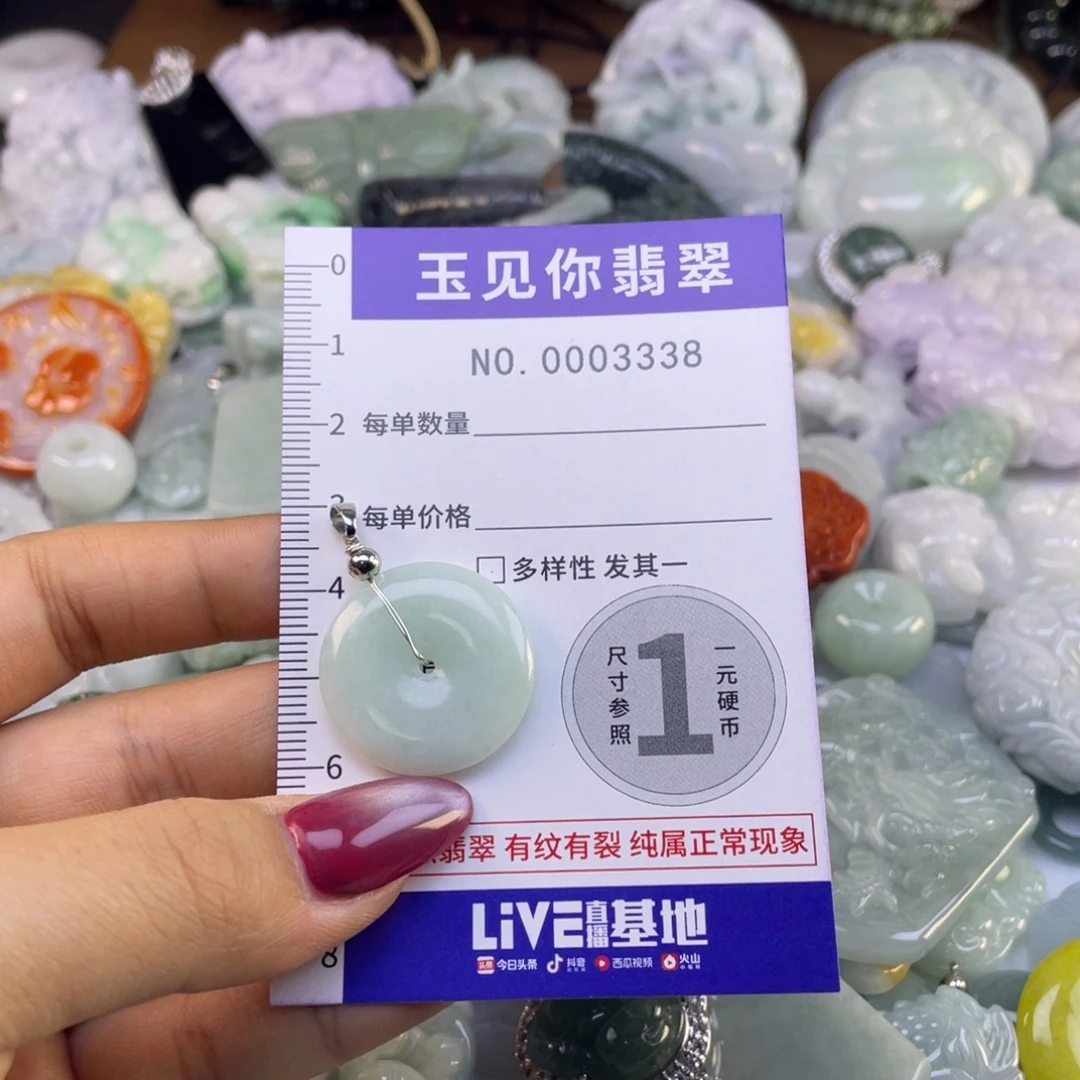 玉见你翡翠
NO. 0003338
每单数量
每单价格
多样性 发其一
尺寸参照
1
一元硬币
翡翠 有纹有裂 纯属正常现象
LiVE直播基地
头条 今日头条 抖音 西瓜视频 火山
0
1
2
3
4
6
8